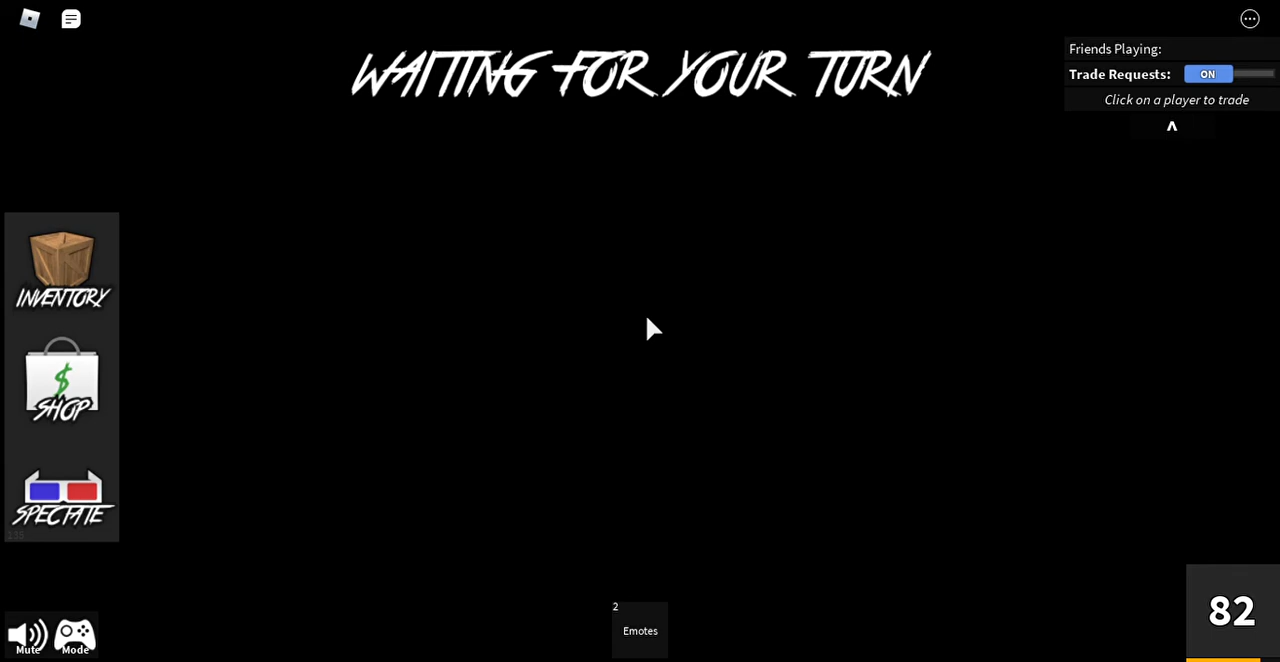 WAITING FOR YOUR TURN
Friends Playing:
Trade Requests: ON
Click on a player to trade
^
INVENTORY
$
SHOP
SPECTATE
235
2
Emotes
Mute
Mode
82